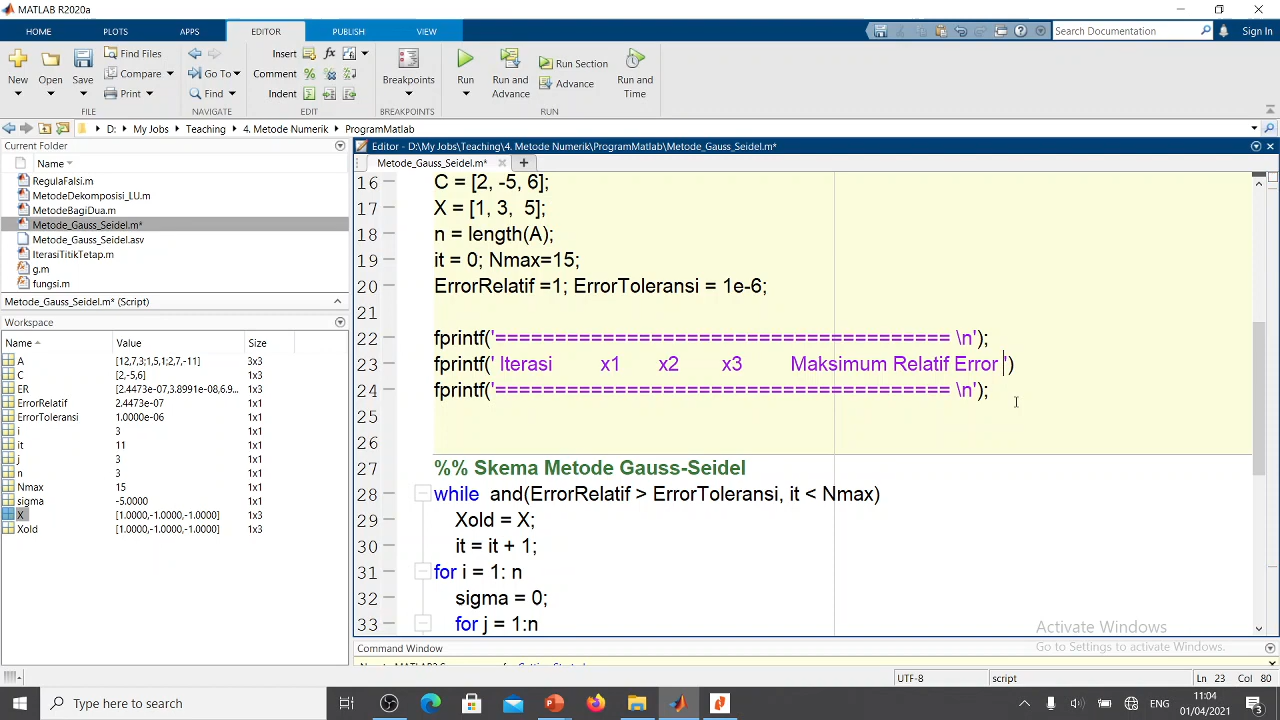 MATLAB R2020a
HOME PLOTS APPS EDITOR PUBLISH VIEW Search Documentation Sign In
New Open Save Find Files Compare Print Go To Find Insert Comment Indent Breakpoints Run Run and Advance Run Section Advance Run and Time
FILE NAVIGATE EDIT BREAKPOINTS RUN
D: My Jobs Teaching 4. Metode Numerik ProgramMatlab
Current Folder
Name
RegulaFalsi.m
MetodeDekomposisi_LU.m
MetodeBagiDua.m
Metode_Gauss_Seidel.m*
Metode_Gauss_Seidel.asv
IterasiTitikTetap.m
g.m
fungsi.m
Metode_Gauss_Seidel.m* (Script)
Workspace
Name Value Size
A [12,7,3;1,5,1;2,7,-11] 3x3
C [2,-5,6] 1x3
ER [2.4473e-07,3.8991e-08,6.9... 1x3
ErrorRelatif 2.4473e-07 1x1
ErrorToleransi 1.0000e-06 1x1
i 3 1x1
it 11 1x1
j 3 1x1
n 3 1x1
Nmax 15 1x1
sigma -5.0000 1x1
X [1.0000,-1.0000,-1.0000] 1x3
Xold [1.0000,-1.0000,-1.0000] 1x3
Editor - D:\My Jobs\Teaching\4. Metode Numerik\ProgramMatlab\Metode_Gauss_Seidel.m*
Metode_Gauss_Seidel.m*
16 C = [2, -5, 6];
17 X = [1, 3, 5];
18 n = length(A);
19 it = 0; Nmax=15;
20 ErrorRelatif =1; ErrorToleransi = 1e-6;
21
22 fprintf('===================================== \n');
23 fprintf(' Iterasi x1 x2 x3 Maksimum Relatif Error ')
24 fprintf('===================================== \n');
25
26
27 %% Skema Metode Gauss-Seidel
28 while and(ErrorRelatif > ErrorToleransi, it < Nmax)
29 Xold = X;
30 it = it + 1;
31 for i = 1: n
32 sigma = 0;
33 for j = 1:n
Activate Windows
Go to Settings to activate Windows.
Command Window
UTF-8 script Ln 23 Col 80
Type here to search
ENG
11:04
01/04/2021
3